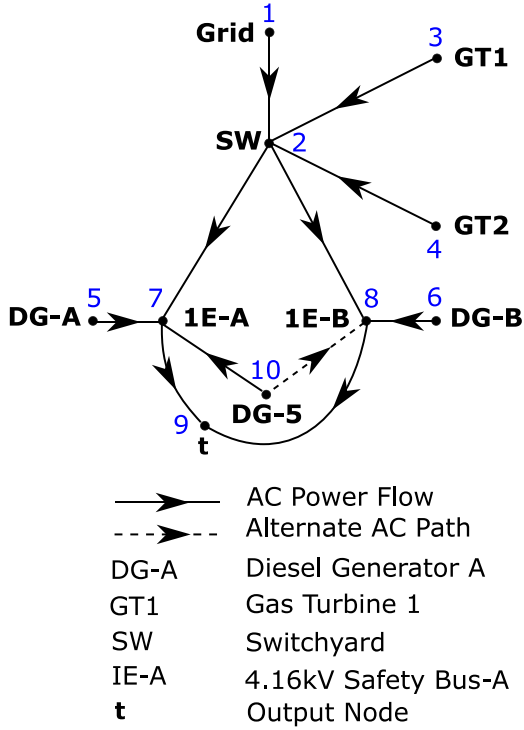 1
Grid
3
GT1
SW 2
GT2
4
5 7 8 6
DG-A 1E-A 1E-B DG-B
10
DG-5
9
t
AC Power Flow
Alternate AC Path
DG-A Diesel Generator A
GT1 Gas Turbine 1
SW Switchyard
IE-A 4.16kV Safety Bus-A
t Output Node